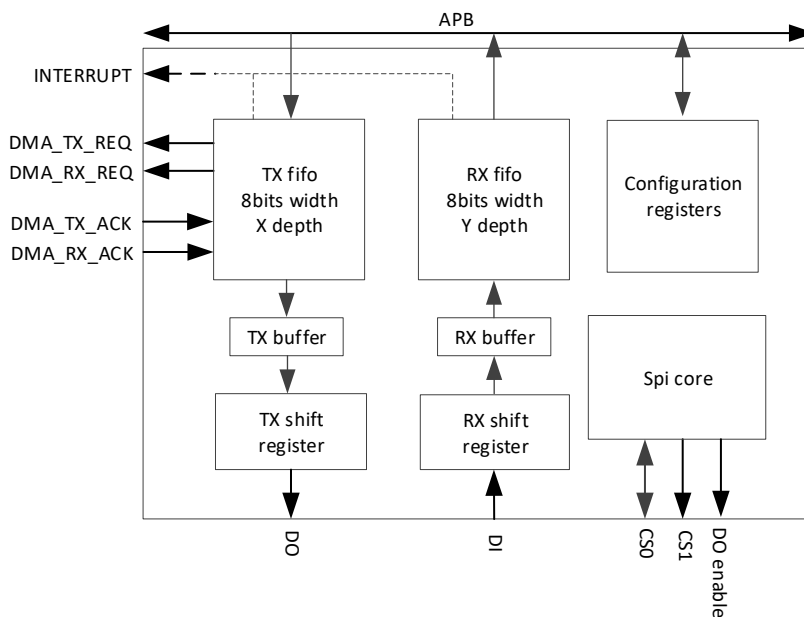 APB
INTERRUPT
DMA_TX_REQ
DMA_RX_REQ
DMA_TX_ACK
DMA_RX_ACK
TX fifo
8bits width
X depth
RX fifo
8bits width
Y depth
Configuration
registers
TX buffer
RX buffer
Spi core
TX shift
register
RX shift
register
DO
DI
CS0
CS1
DO enable